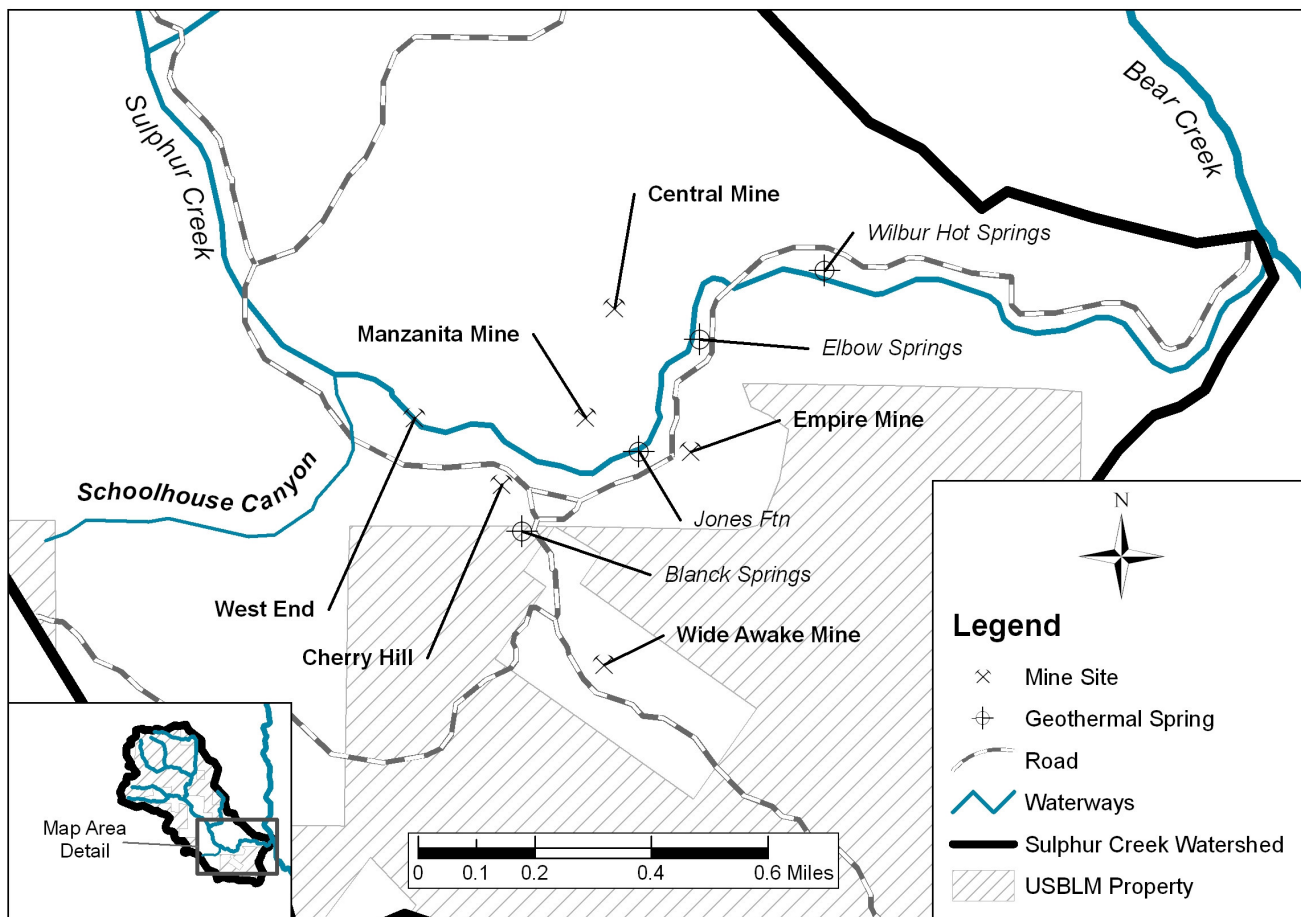 Sulphur Creek
Bear Creek
Central Mine
Wilbur Hot Springs
Manzanita Mine
Elbow Springs
Empire Mine
Schoolhouse Canyon
Jones Ftn
Blanck Springs
West End
Cherry Hill
Wide Awake Mine
N
Legend
Mine Site
Geothermal Spring
Road
Waterways
Sulphur Creek Watershed
USBLM Property
Map Area
Detail
0 0.1 0.2 0.4 0.6 Miles